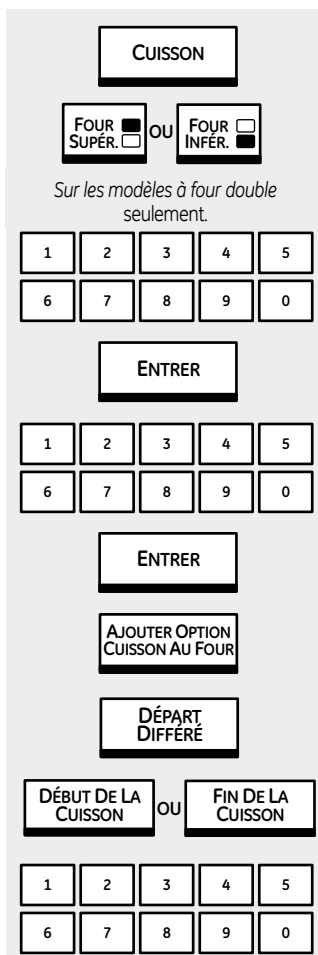 CUISSON
FOUR SUPÉR. OU FOUR INFÉR.
Sur les modèles à four double
seulement.
1 2 3 4 5
6 7 8 9 0
ENTRER
1 2 3 4 5
6 7 8 9 0
ENTRER
AJOUTER OPTION
CUISSON AU FOUR
DÉPART
DIFFÉRÉ
DÉBUT DE LA CUISSON OU FIN DE LA CUISSON
1 2 3 4 5
6 7 8 9 0